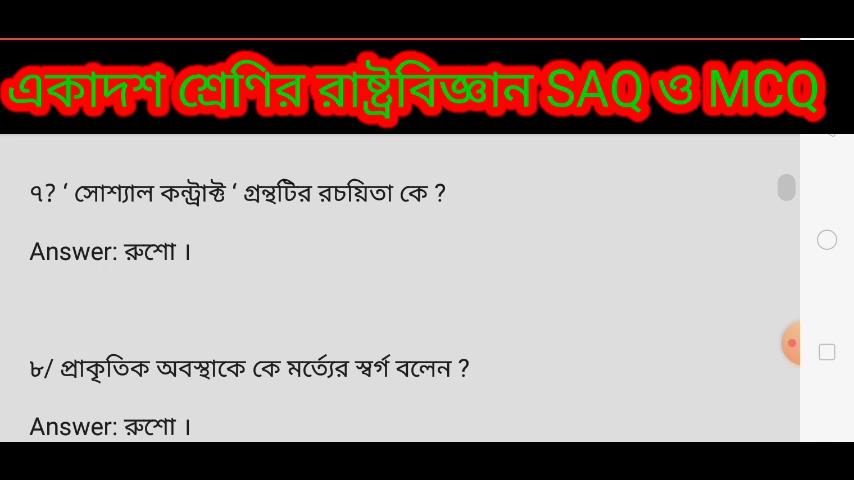 একাদশ শ্রেণির রাষ্ট্রবিজ্ঞান SAQ ও MCQ
৭? ‘ সোশ্যাল কন্ট্রাক্ট ‘ গ্রন্থটির রচয়িতা কে ?
Answer: রুশো ।
৮/ প্রাকৃতিক অবস্থাকে কে মর্ত্যের স্বর্গ বলেন ?
Answer: রুশো ।